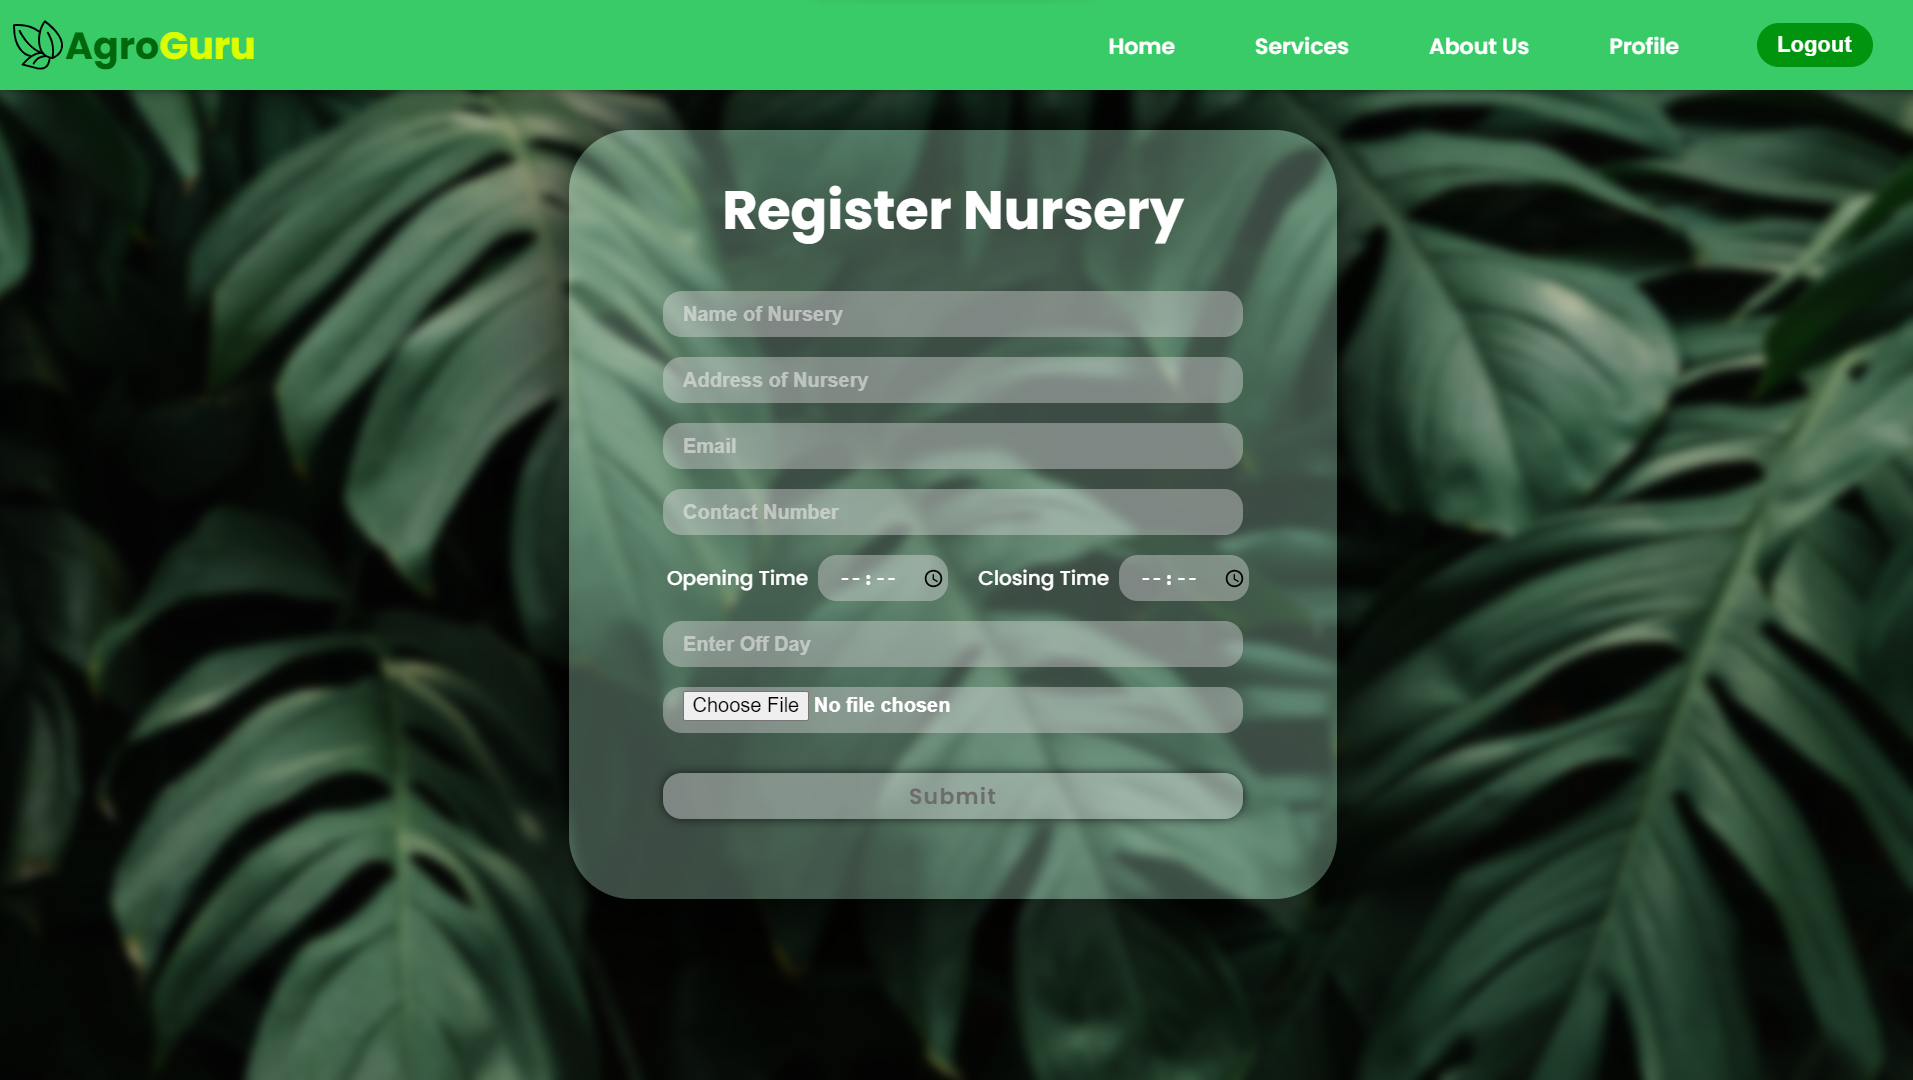 AgroGuru
Home Services About Us Profile Logout
Register Nursery
Name of Nursery
Address of Nursery
Email
Contact Number
Opening Time --:-- Closing Time --:--
Enter Off Day
Choose File No file chosen
Submit